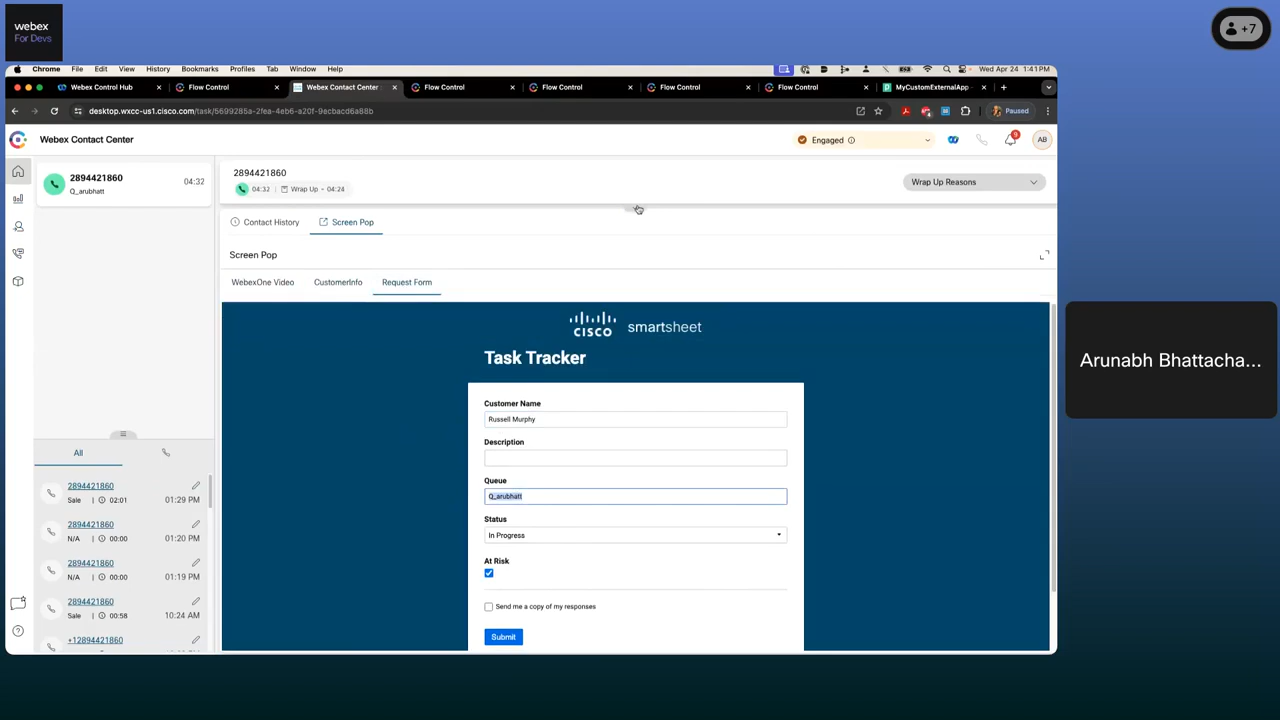 webex
For Devs
+7
Chrome File Edit View History Bookmarks Profiles Tab Window Help
Wed Apr 24 1:41 PM
Webex Control Hub
Flow Control
Webex Contact Center
Flow Control
Flow Control
Flow Control
Flow Control
MyCustomExternalApp
desktop.wxcc-us1.cisco.com/task/5699285a-2fea-4eb6-a20f-9ecbacd6a88b
Paused
Webex Contact Center
Engaged
9
AB
2894421860
Q_arubhatt
04:32
2894421860
04:32 | Wrap Up - 04:24
Wrap Up Reasons
Contact History
Screen Pop
Screen Pop
WebexOne Video
CustomerInfo
Request Form
CISCO
smartsheet
Task Tracker
Customer Name
Russell Murphy
Description
Queue
Q_arubhatt
Status
In Progress
At Risk
Send me a copy of my responses
Submit
All
2894421860
Sale | 02:01 01:29 PM
2894421860
N/A | 00:00 01:20 PM
2894421860
N/A | 00:00 01:19 PM
2894421860
Sale | 00:58 10:24 AM
+12894421860
Arunabh Bhattacha...